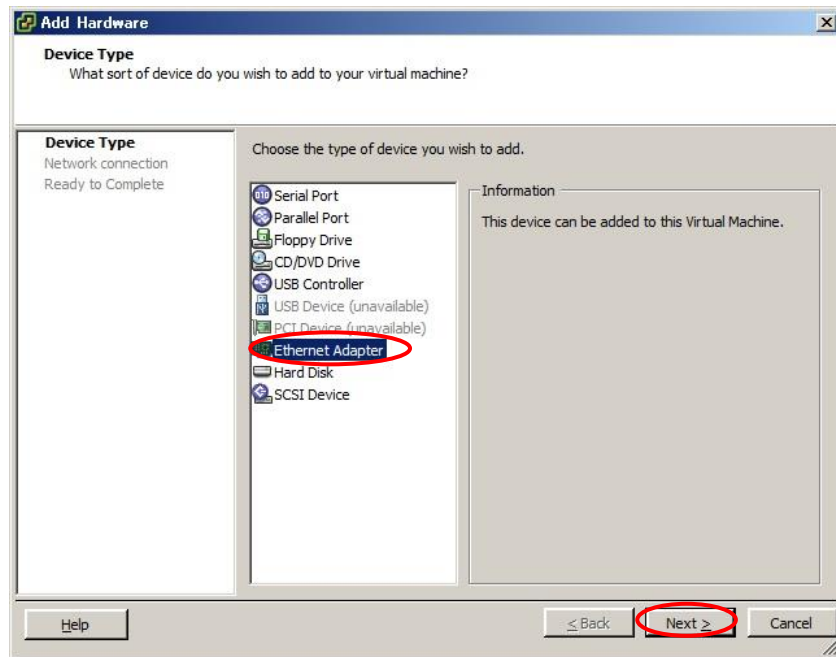 Add Hardware
Device Type
What sort of device do you wish to add to your virtual machine?
Device Type
Network connection
Ready to Complete
Choose the type of device you wish to add.
Serial Port
Parallel Port
Floppy Drive
CD/DVD Drive
USB Controller
USB Device (unavailable)
PCI Device (unavailable)
Ethernet Adapter
Hard Disk
SCSI Device
Information
This device can be added to this Virtual Machine.
Help
< Back
Next >
Cancel